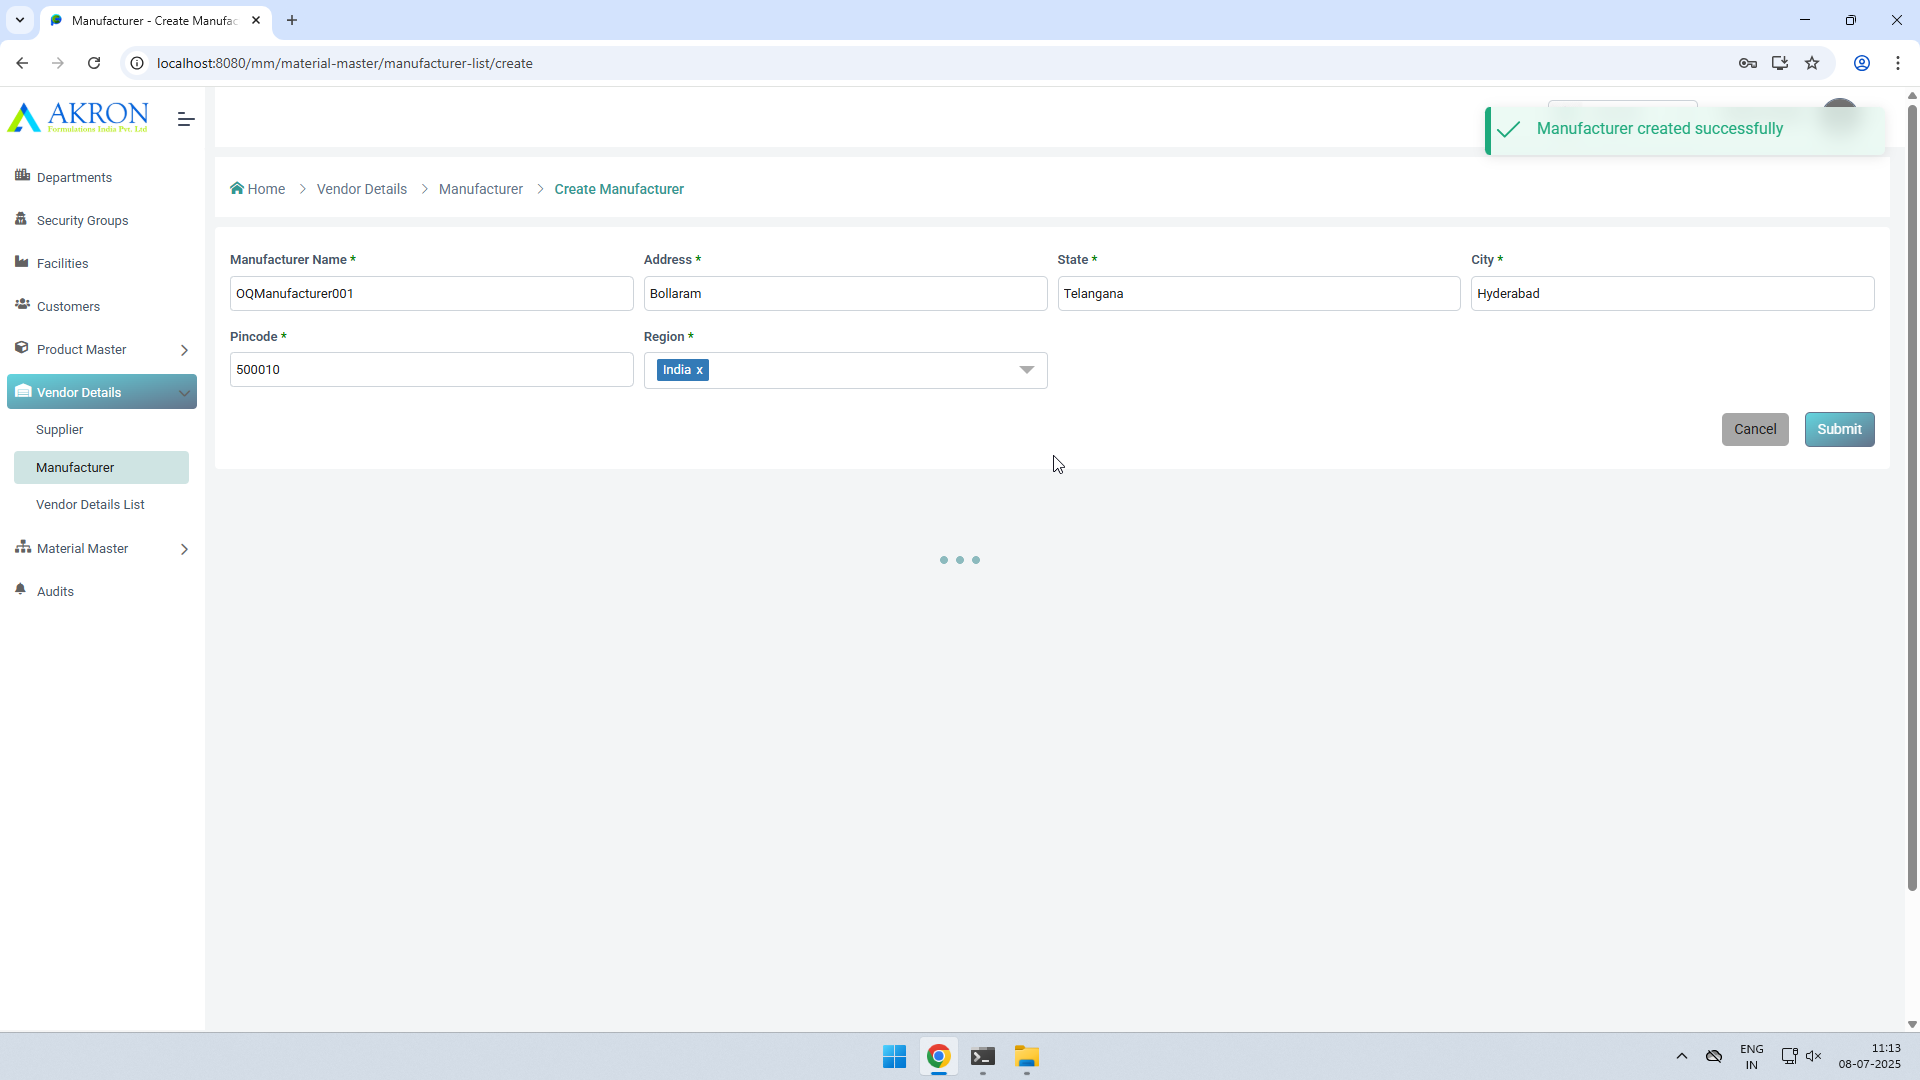 Manufacturer - Create Manufac
localhost:8080/mm/material-master/manufacturer-list/create
AKRON
Formulations India Pvt. Ltd
Manufacturer created successfully
Home > Vendor Details > Manufacturer > Create Manufacturer
Departments
Security Groups
Facilities
Customers
Product Master
Vendor Details
Supplier
Manufacturer
Vendor Details List
Material Master
Audits
Manufacturer Name * Address * State * City *
OQManufacturer001 Bollaram Telangana Hyderabad
Pincode * Region *
500010 India x
Cancel Submit
ENG
IN
11:13
08-07-2025